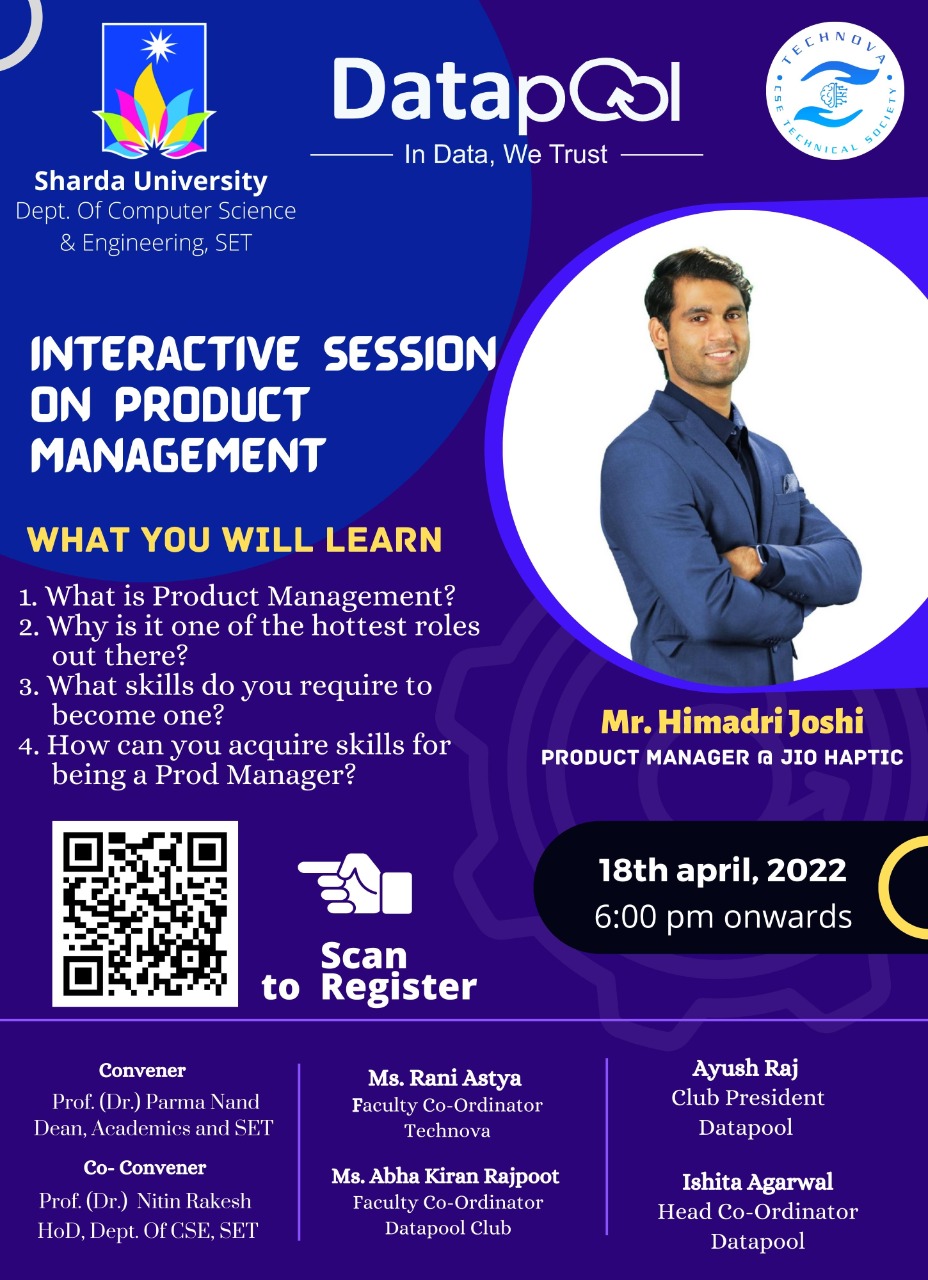 Sharda University
Dept. Of Computer Science
& Engineering, SET
Datapool
In Data, We Trust
TECHNOVA
CSE TECHNICAL SOCIETY
INTERACTIVE SESSION
ON PRODUCT
MANAGEMENT
WHAT YOU WILL LEARN
1. What is Product Management?
2. Why is it one of the hottest roles
out there?
3. What skills do you require to
become one?
4. How can you acquire skills for
being a Prod Manager?
Mr. Himadri Joshi
PRODUCT MANAGER @ JIO HAPTIC
18th april, 2022
6:00 pm onwards
Scan
to Register
Convener
Prof. (Dr.) Parma Nand
Dean, Academics and SET
Co- Convener
Prof. (Dr.) Nitin Rakesh
HoD, Dept. Of CSE, SET
Ms. Rani Astya
Faculty Co-Ordinator
Technova
Ms. Abha Kiran Rajpoot
Faculty Co-Ordinator
Datapool Club
Ayush Raj
Club President
Datapool
Ishita Agarwal
Head Co-Ordinator
Datapool